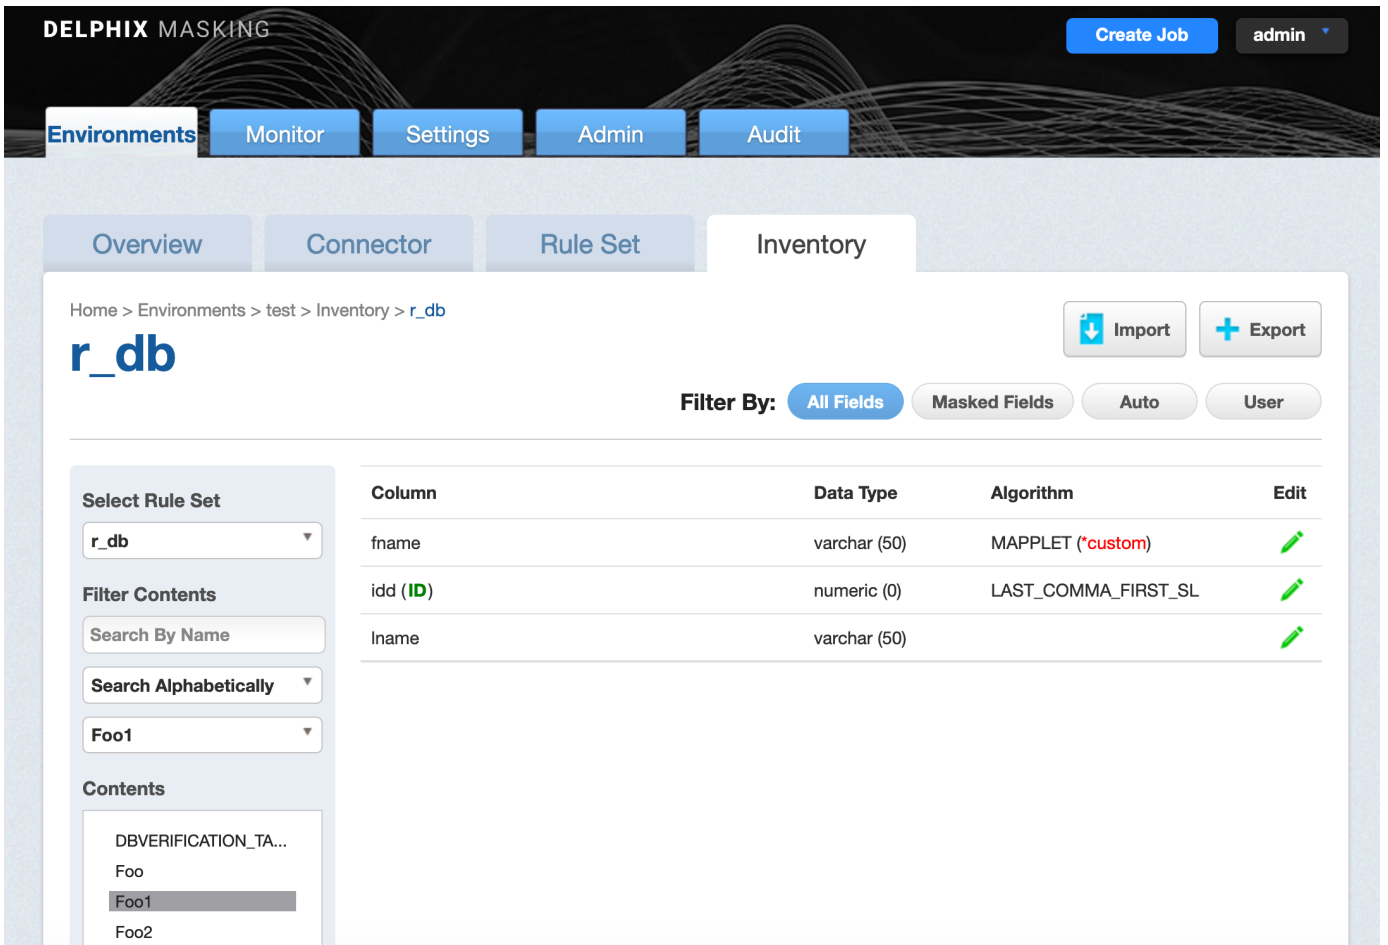 DELPHIX MASKING
Create Job
admin
Environments
Monitor
Settings
Admin
Audit
Overview
Connector
Rule Set
Inventory
Home > Environments > test > Inventory > r_db
r_db
Import
Export
Filter By:
All Fields
Masked Fields
Auto
User
Select Rule Set
r_db
Filter Contents
Search By Name
Search Alphabetically
Foo1
Contents
DBVERIFICATION_TA...
Foo
Foo1
Foo2
Column Data Type Algorithm Edit
fname varchar (50) MAPPLET (*custom)
idd (ID) numeric (0) LAST_COMMA_FIRST_SL
lname varchar (50)